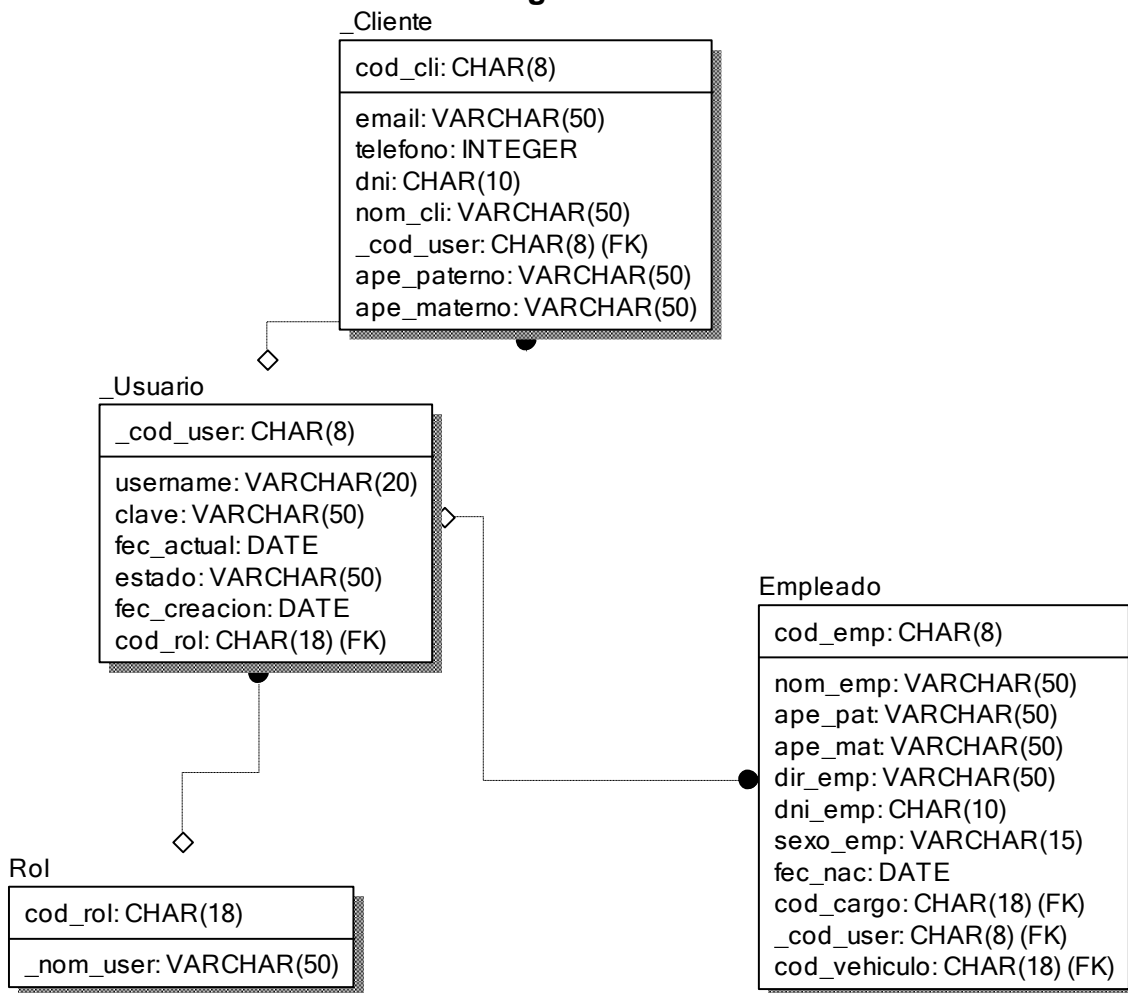 _Cliente
cod_cli: CHAR(8)
email: VARCHAR(50)
telefono: INTEGER
dni: CHAR(10)
nom_cli: VARCHAR(50)
_cod_user: CHAR(8) (FK)
ape_paterno: VARCHAR(50)
ape_materno: VARCHAR(50)
_Usuario
_cod_user: CHAR(8)
username: VARCHAR(20)
clave: VARCHAR(50)
fec_actual: DATE
estado: VARCHAR(50)
fec_creacion: DATE
cod_rol: CHAR(18) (FK)
Empleado
cod_emp: CHAR(8)
nom_emp: VARCHAR(50)
ape_pat: VARCHAR(50)
ape_mat: VARCHAR(50)
dir_emp: VARCHAR(50)
dni_emp: CHAR(10)
sexo_emp: VARCHAR(15)
fec_nac: DATE
cod_cargo: CHAR(18) (FK)
_cod_user: CHAR(8) (FK)
cod_vehiculo: CHAR(18) (FK)
Rol
cod_rol: CHAR(18)
_nom_user: VARCHAR(50)